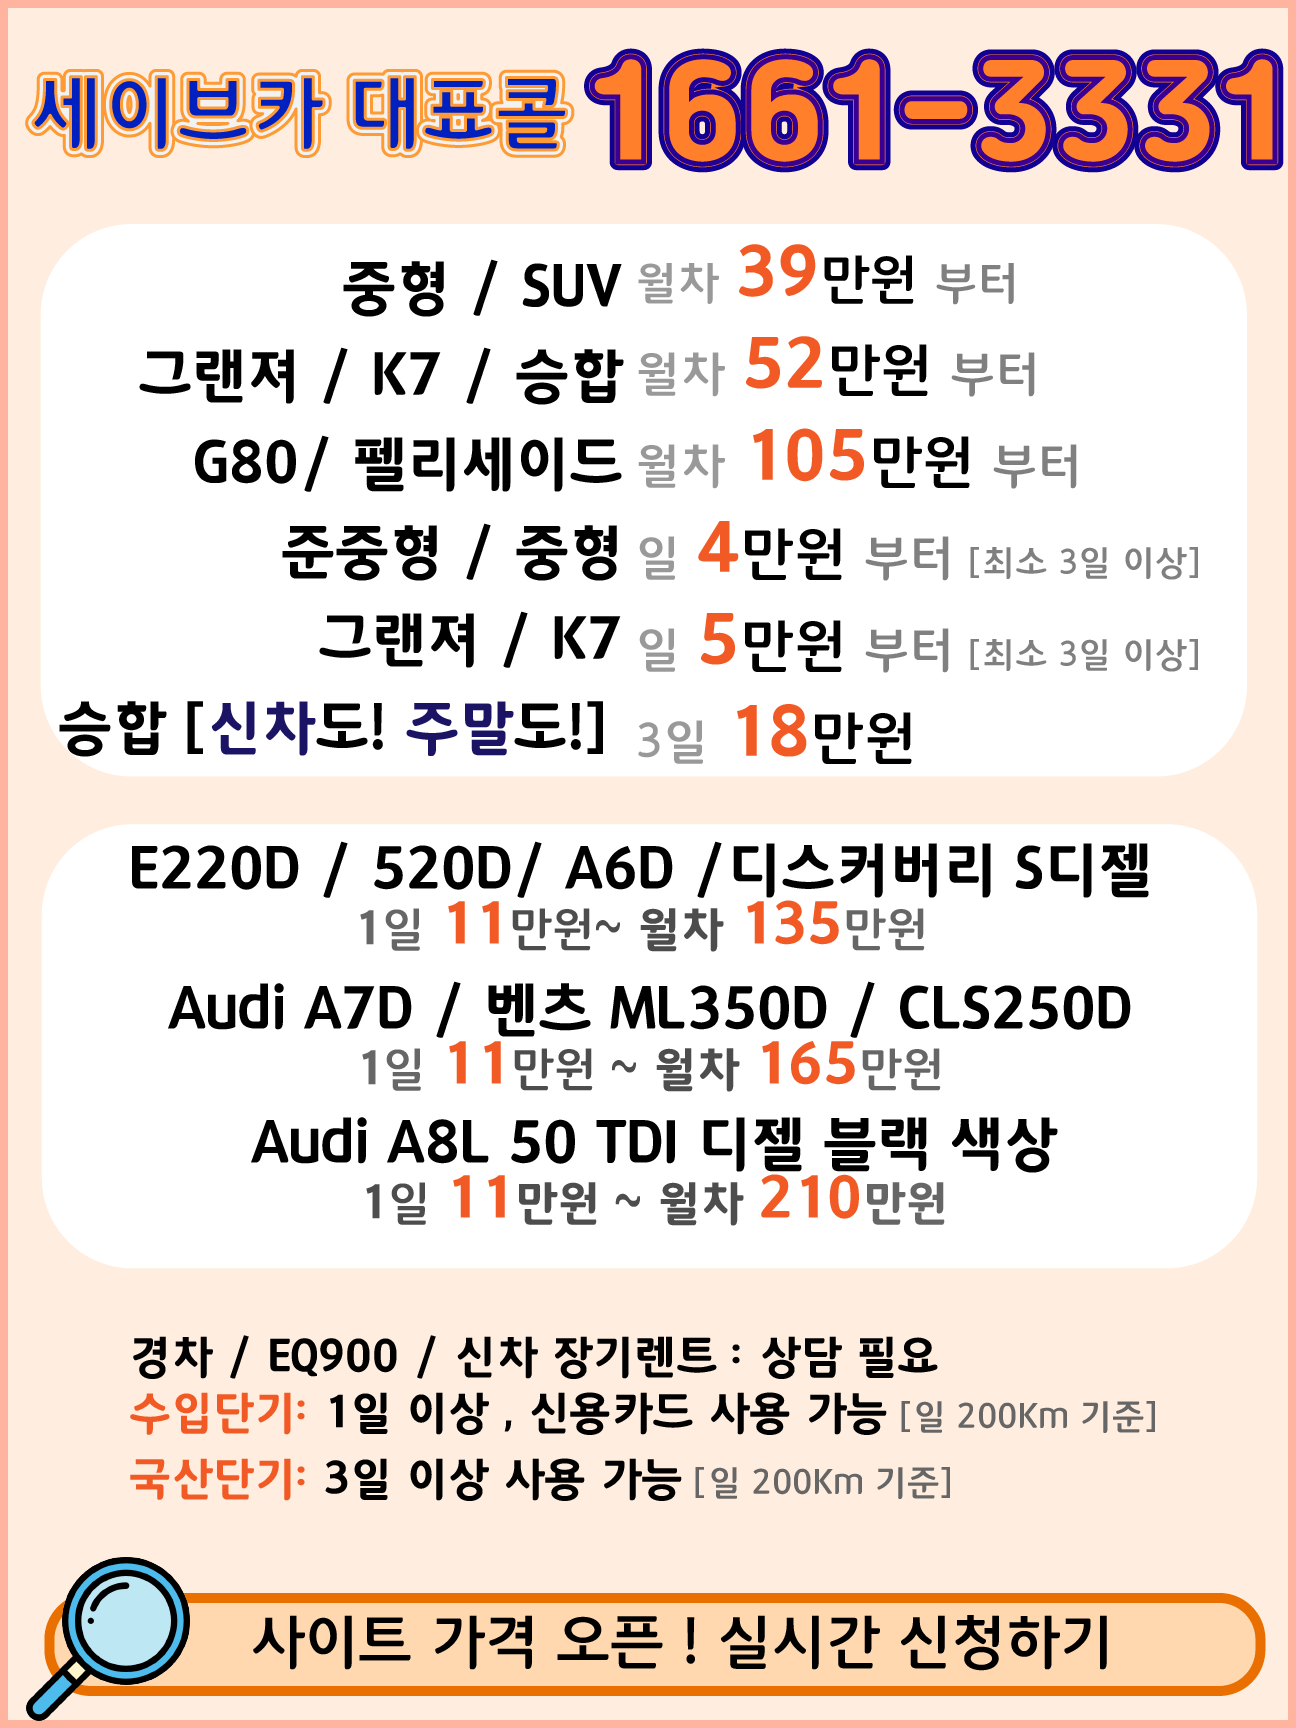 세이브카 대표콜 1661-3331
중형 / SUV 월차 39만원 부터
그랜져 / K7 / 승합 월차 52만원 부터
G80/ 펠리세이드 월차 105만원 부터
준중형 / 중형 일 4만원 부터 [최소 3일 이상]
그랜져 / K7 일 5만원 부터 [최소 3일 이상]
승합 [신차도! 주말도!] 3일 18만원
E220D / 520D/ A6D /디스커버리 S디젤
1일 11만원~ 월차 135만원
Audi A7D / 벤츠 ML350D / CLS250D
1일 11만원 ~ 월차 165만원
Audi A8L 50 TDI 디젤 블랙 색상
1일 11만원 ~ 월차 210만원
경차 / EQ900 / 신차 장기렌트 : 상담 필요
수입단기: 1일 이상 , 신용카드 사용 가능 [일 200Km 기준]
국산단기: 3일 이상 사용 가능 [일 200Km 기준]
사이트 가격 오픈 ! 실시간 신청하기